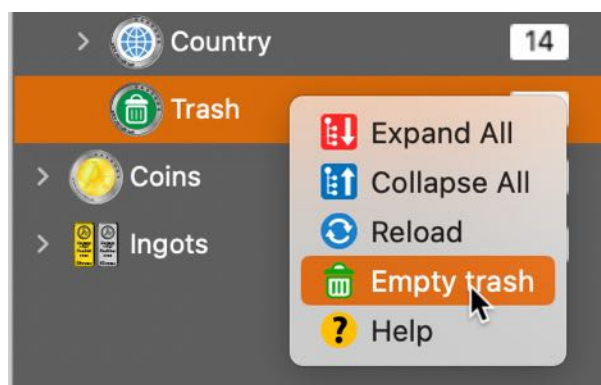 Country 14
Trash
Expand All
Collapse All
Coins
Reload
Ingots
Empty trash
? Help